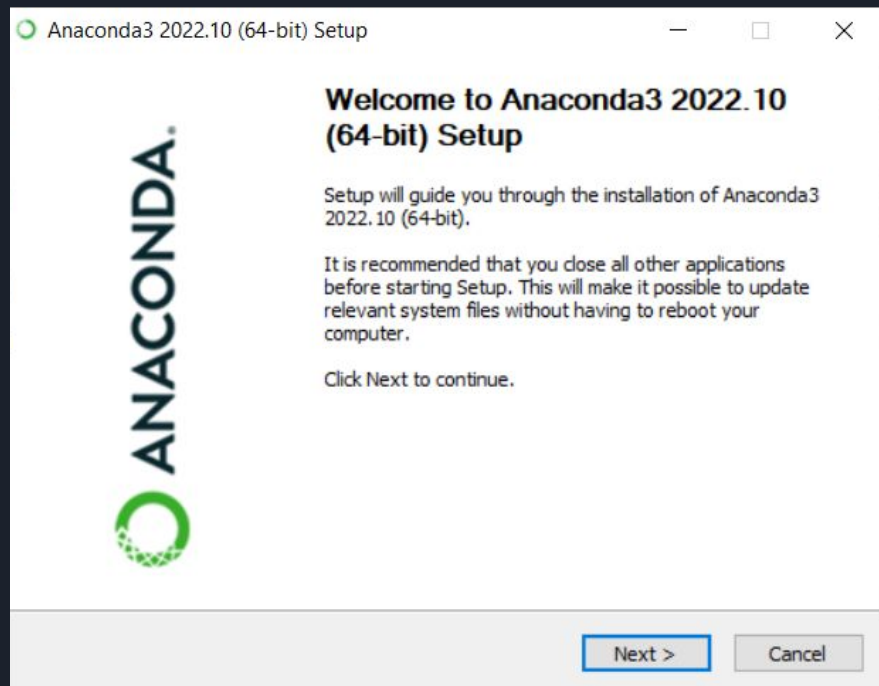 Anaconda3 2022.10 (64-bit) Setup
Welcome to Anaconda3 2022.10
(64-bit) Setup
Setup will guide you through the installation of Anaconda3
2022.10 (64-bit).
It is recommended that you close all other applications
before starting Setup. This will make it possible to update
relevant system files without having to reboot your
computer.
Click Next to continue.
ANACONDA.
Next >
Cancel